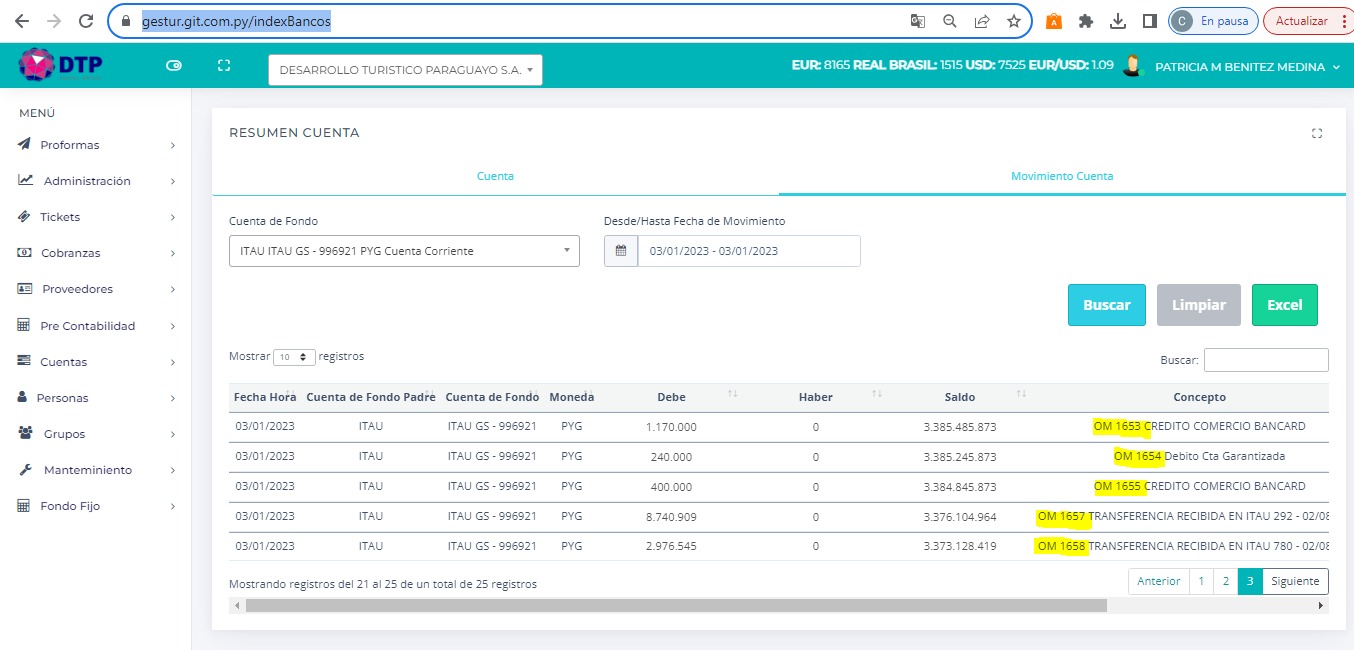 gestur.git.com.py/indexBancos
C En pausa
Actualizar
DTP
DESARROLLO TURISTICO PARAGUAYO S.A.
EUR: 8165 REAL BRASIL: 1515 USD: 7525 EUR/USD: 1.09
PATRICIA M BENITEZ MEDINA
MENÚ
Proformas
Administración
Tickets
Cobranzas
Proveedores
Pre Contabilidad
Cuentas
Personas
Grupos
Manteminiento
Fondo Fijo
RESUMEN CUENTA
Cuenta Movimiento Cuenta
Cuenta de Fondo Desde/Hasta Fecha de Movimiento
ITAU ITAU GS - 996921 PYG Cuenta Corriente 03/01/2023 - 03/01/2023
Buscar Limpiar Excel
Mostrar 10 registros Buscar:
Fecha Hora Cuenta de Fondo Padre Cuenta de Fondo Moneda Debe Haber Saldo Concepto
03/01/2023 ITAU ITAU GS - 996921 PYG 1.170.000 0 3.385.485.873 OM 1653 CREDITO COMERCIO BANCARD
03/01/2023 ITAU ITAU GS - 996921 PYG 240.000 0 3.385.245.873 OM 1654 Debito Cta Garantizada
03/01/2023 ITAU ITAU GS - 996921 PYG 400.000 0 3.384.845.873 OM 1655 CREDITO COMERCIO BANCARD
03/01/2023 ITAU ITAU GS - 996921 PYG 8.740.909 0 3.376.104.964 OM 1657 TRANSFERENCIA RECIBIDA EN ITAU 292 - 02/08
03/01/2023 ITAU ITAU GS - 996921 PYG 2.976.545 0 3.373.128.419 OM 1658 TRANSFERENCIA RECIBIDA EN ITAU 780 - 02/08
Mostrando registros del 21 al 25 de un total de 25 registros
Anterior 1 2 3 Siguiente